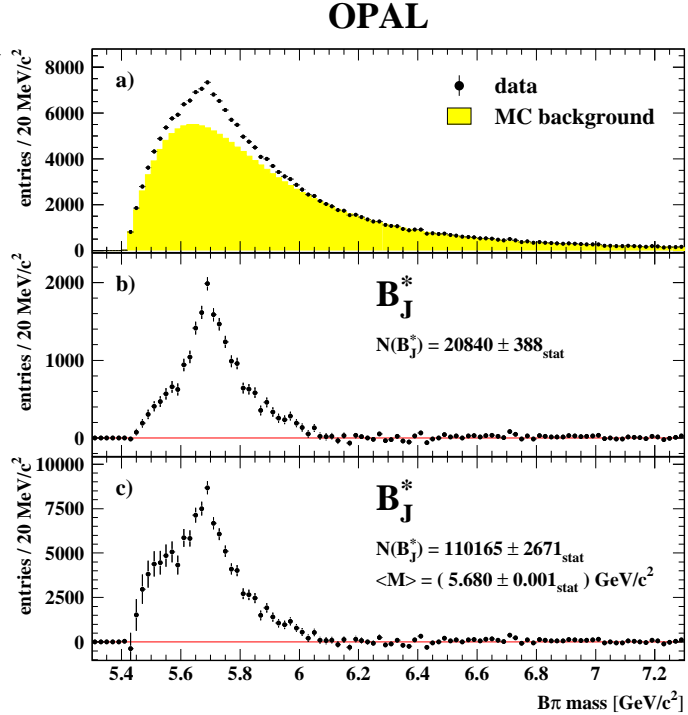 OPAL
entries / 20 MeV/c²
8000
6000
4000
2000
0
a)
data
MC background
entries / 20 MeV/c²
2000
1000
0
b)
B*J
N(B*J) = 20840 ± 388stat
entries / 20 MeV/c²
10000
7500
5000
2500
0
c)
B*J
N(B*J) = 110165 ± 2671stat
<M> = ( 5.680 ± 0.001stat ) GeV/c²
5.4 5.6 5.8 6 6.2 6.4 6.6 6.8 7 7.2
Bπ mass [GeV/c²]